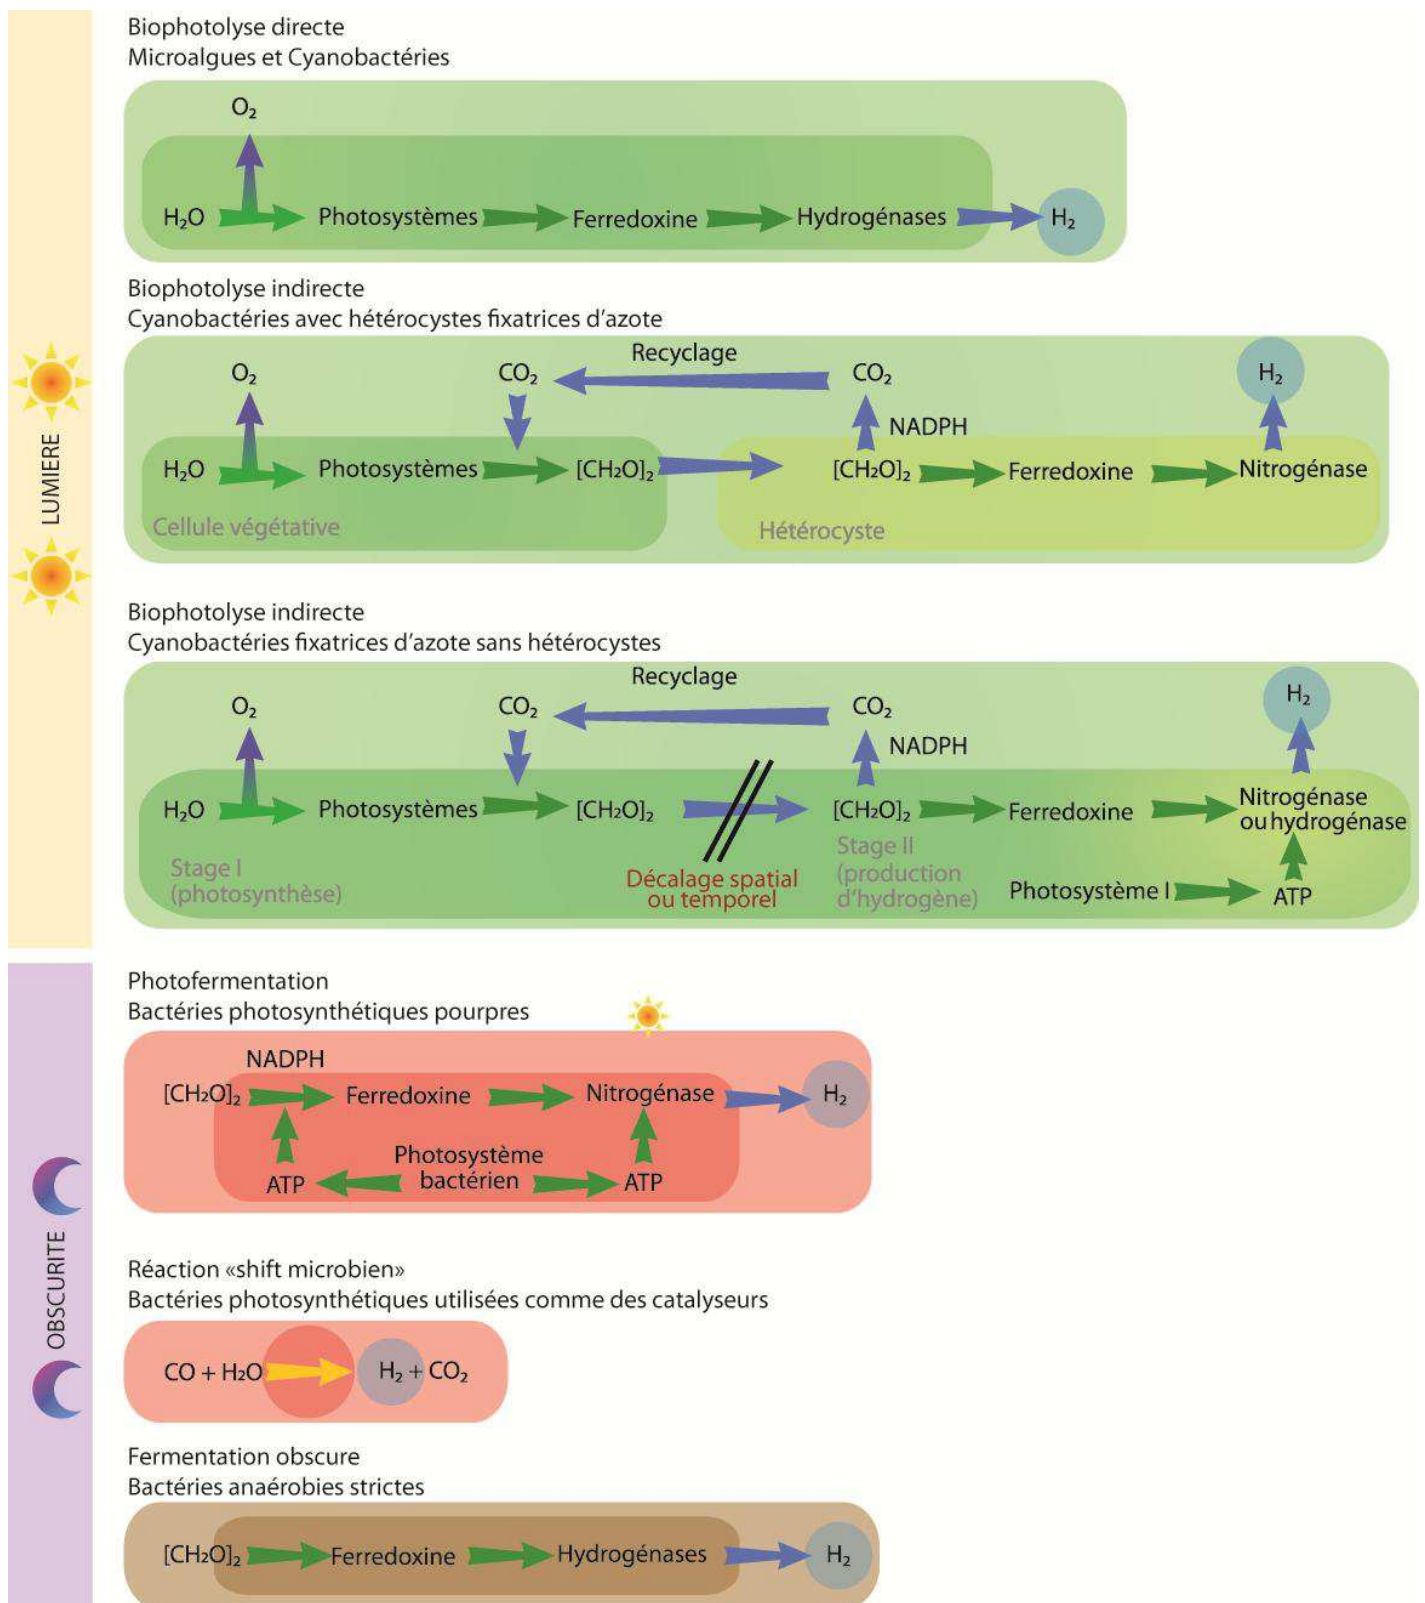 Biophotolyse directe
Microalgues et Cyanobactéries
O₂
H₂O Photosystèmes Ferredoxine Hydrogénases H₂
Biophotolyse indirecte
Cyanobactéries avec hétérocystes fixatrices d'azote
Recyclage
O₂ CO₂ CO₂ H₂
NADPH
H₂O Photosystèmes [CH₂O]₂ [CH₂O]₂ Ferredoxine Nitrogénase
Cellule végétative Hétérocyste
LUMIERE
Biophotolyse indirecte
Cyanobactéries fixatrices d'azote sans hétérocystes
Recyclage
O₂ CO₂ CO₂ H₂
NADPH
H₂O Photosystèmes [CH₂O]₂ [CH₂O]₂ Ferredoxine Nitrogénase
ou hydrogénase
Stage I
(photosynthèse)
Décalage spatial
ou temporel
Stage II
(production
d'hydrogène)
Photosystème I ATP
Photofermentation
Bactéries photosynthétiques pourpres
NADPH
[CH₂O]₂ Ferredoxine Nitrogénase H₂
Photosystème
bactérien
ATP ATP
OBSCURITE
Réaction «shift microbien»
Bactéries photosynthétiques utilisées comme des catalyseurs
CO + H₂O H₂ + CO₂
Fermentation obscure
Bactéries anaérobies strictes
[CH₂O]₂ Ferredoxine Hydrogénases H₂